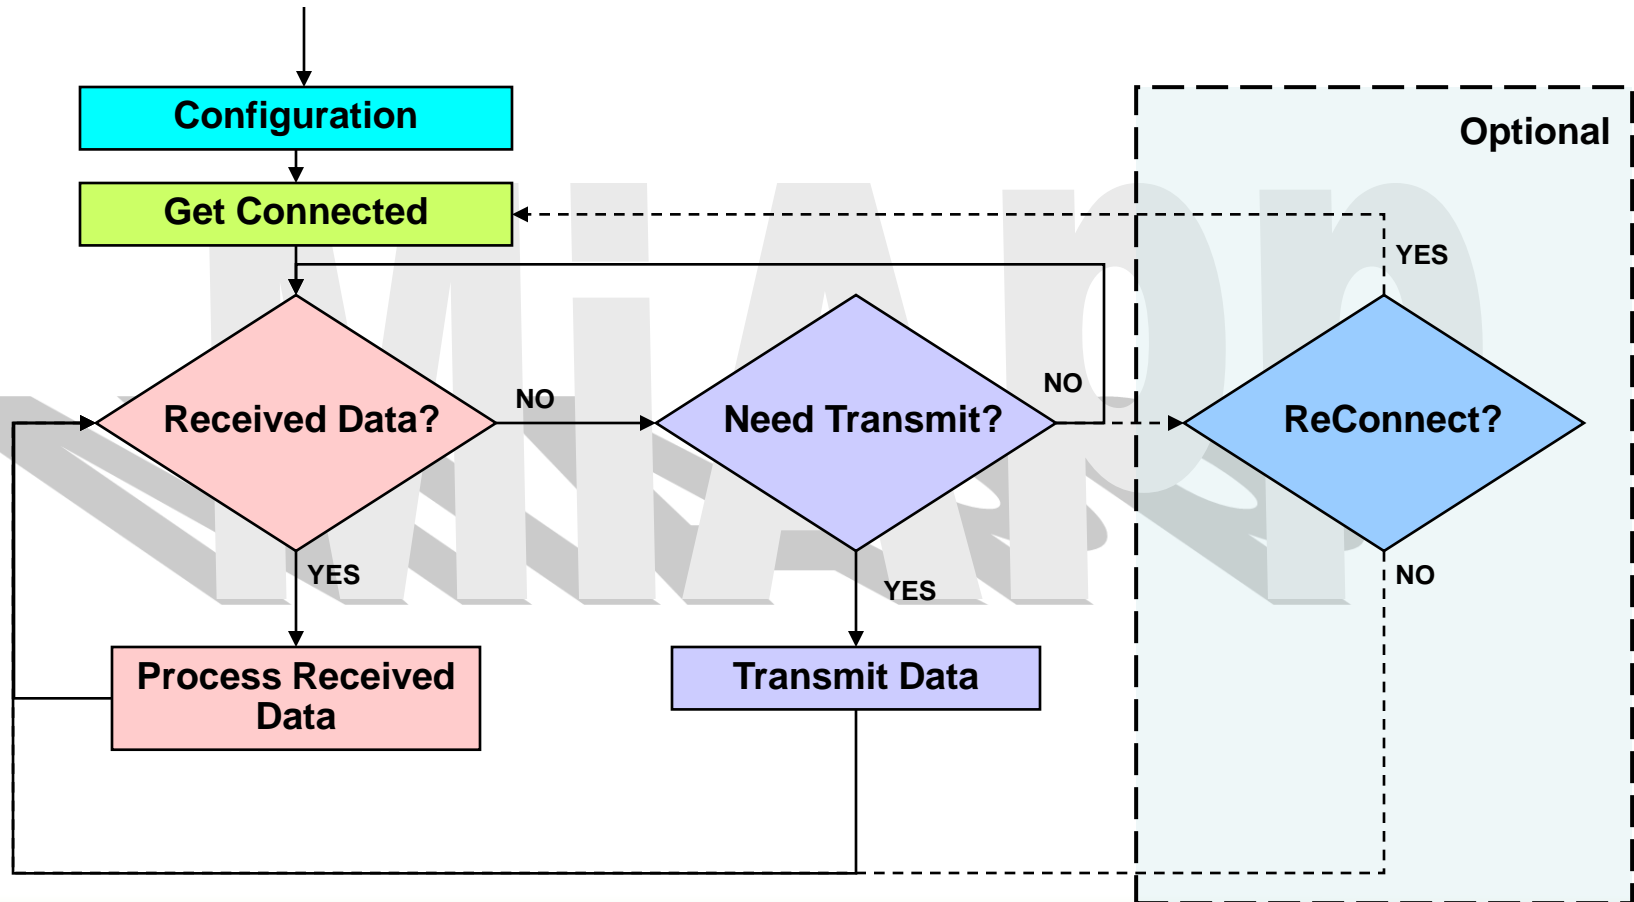 Configuration
Optional
Get Connected
YES
MiApp
NO
NO
Received Data?
Need Transmit?
ReConnect?
YES
YES
NO
Process Received
Data
Transmit Data